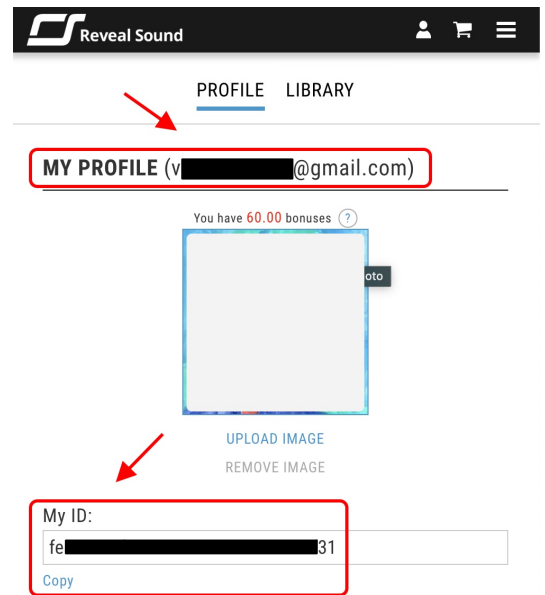 Reveal Sound
PROFILE LIBRARY
MY PROFILE (v @gmail.com)
You have 60.00 bonuses ?
oto
UPLOAD IMAGE
REMOVE IMAGE
My ID:
fe 31
Copy